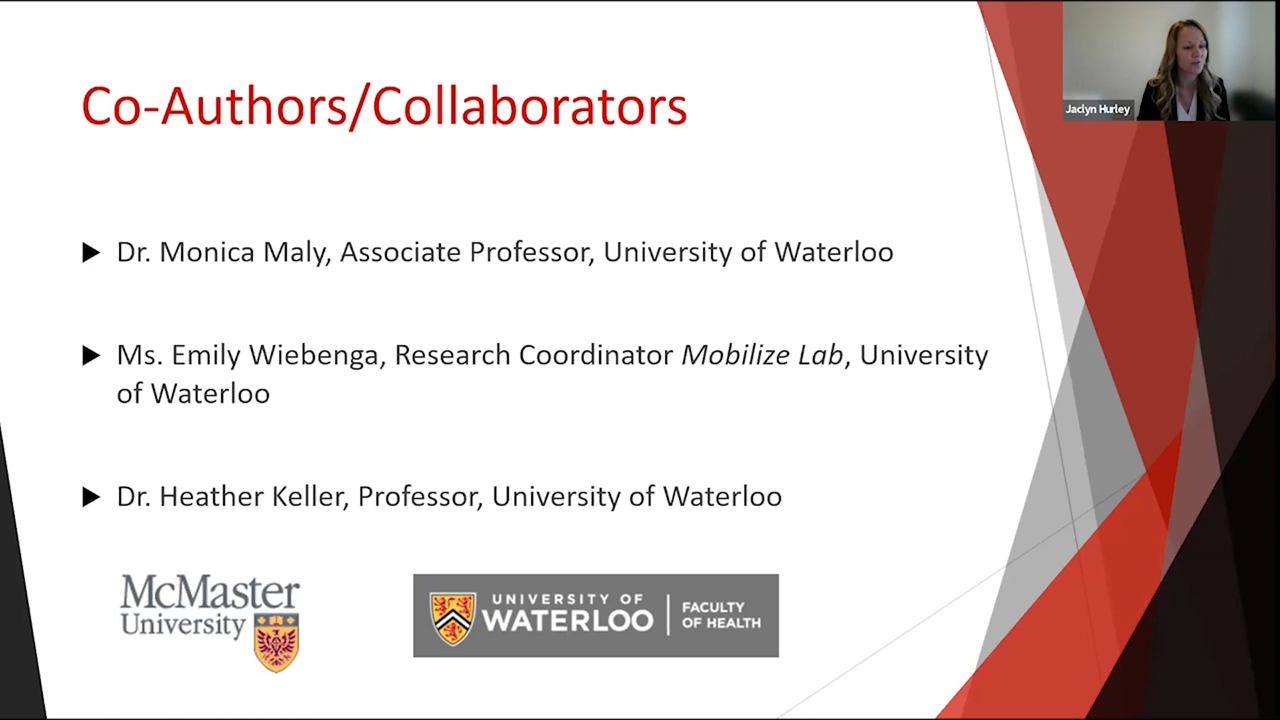 Co-Authors/Collaborators
Jaclyn Hurley
Dr. Monica Maly, Associate Professor, University of Waterloo
Ms. Emily Wiebenga, Research Coordinator Mobilize Lab, University
of Waterloo
Dr. Heather Keller, Professor, University of Waterloo
McMaster
University
UNIVERSITY OF
WATERLOO
FACULTY
OF HEALTH